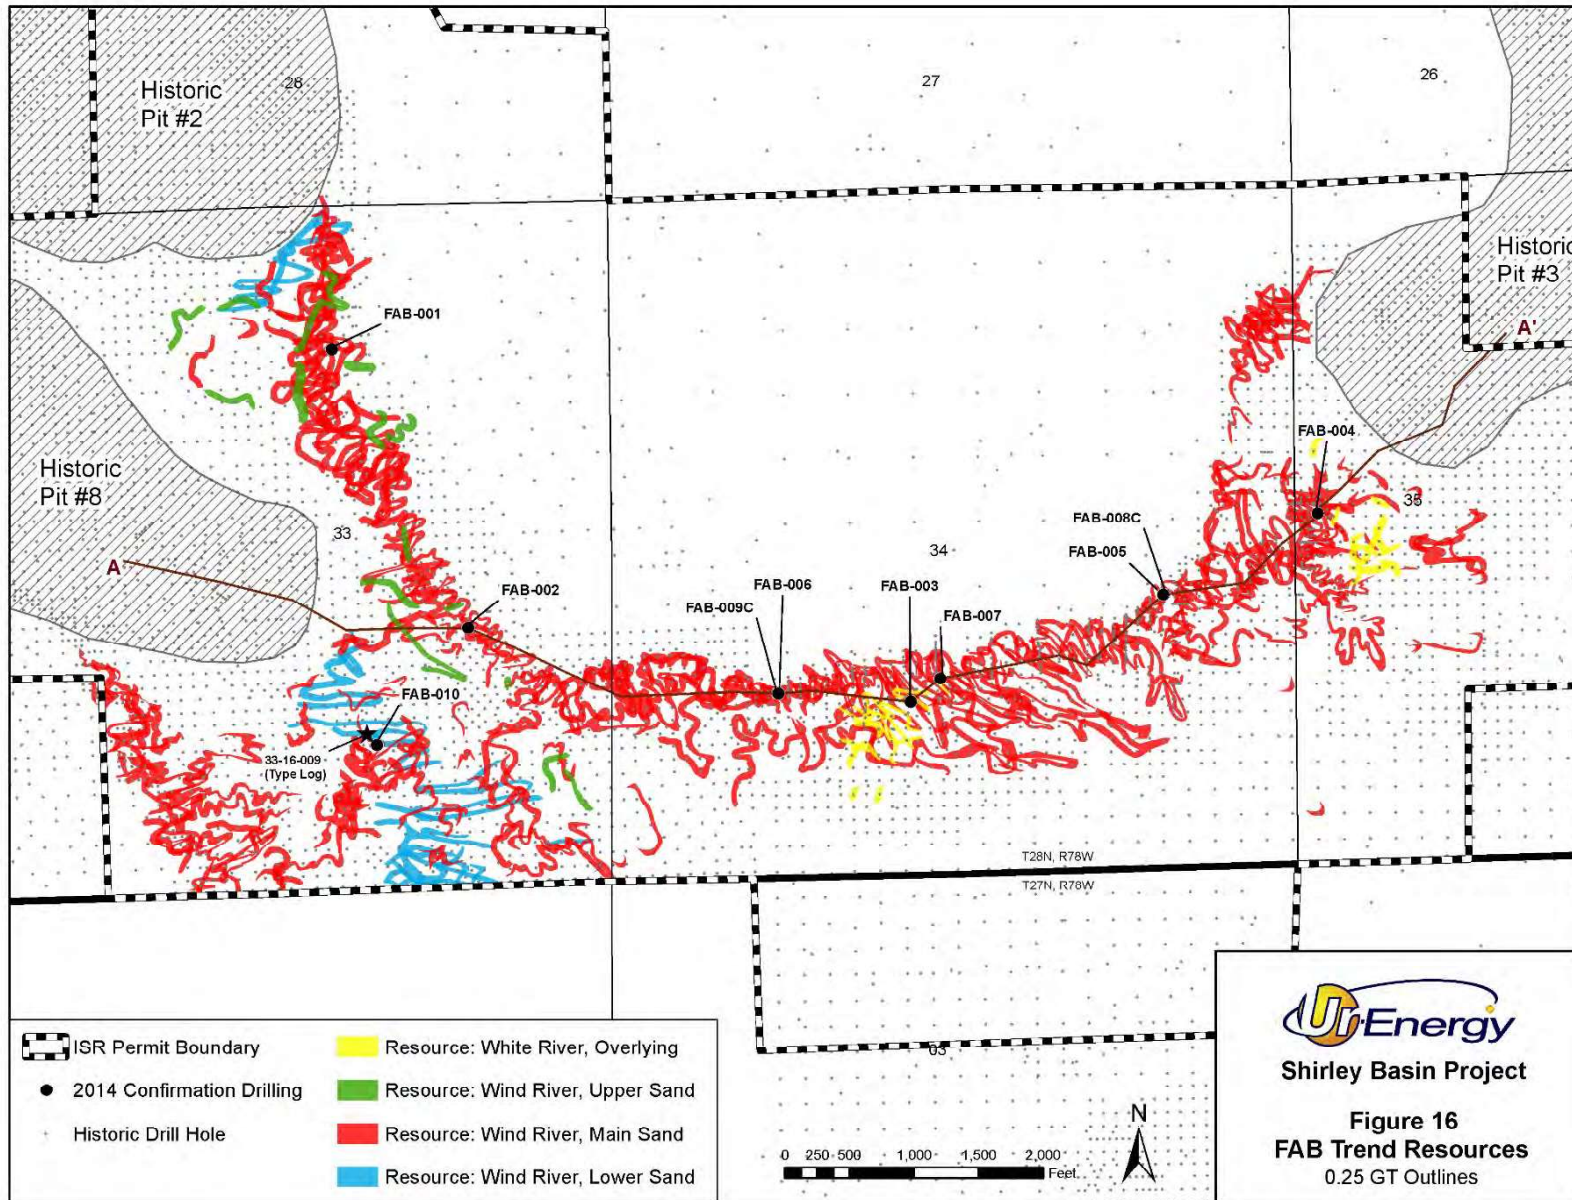 Historic
Pit #2
28
27
26
Historic
Pit #3
A'
FAB-001
FAB-004
Historic
Pit #8
35
33
34
FAB-008C
FAB-005
A
FAB-002
FAB-006
FAB-003
FAB-009C
FAB-007
FAB-010
33-16-009
(Type Log)
T28N, R78W
T27N, R78W
03
ISR Permit Boundary
2014 Confirmation Drilling
Historic Drill Hole
Resource: White River, Overlying
Resource: Wind River, Upper Sand
Resource: Wind River, Main Sand
Resource: Wind River, Lower Sand
0 250 500 1,000 1,500 2,000
Feet
N
Ur-Energy
Shirley Basin Project
Figure 16
FAB Trend Resources
0.25 GT Outlines